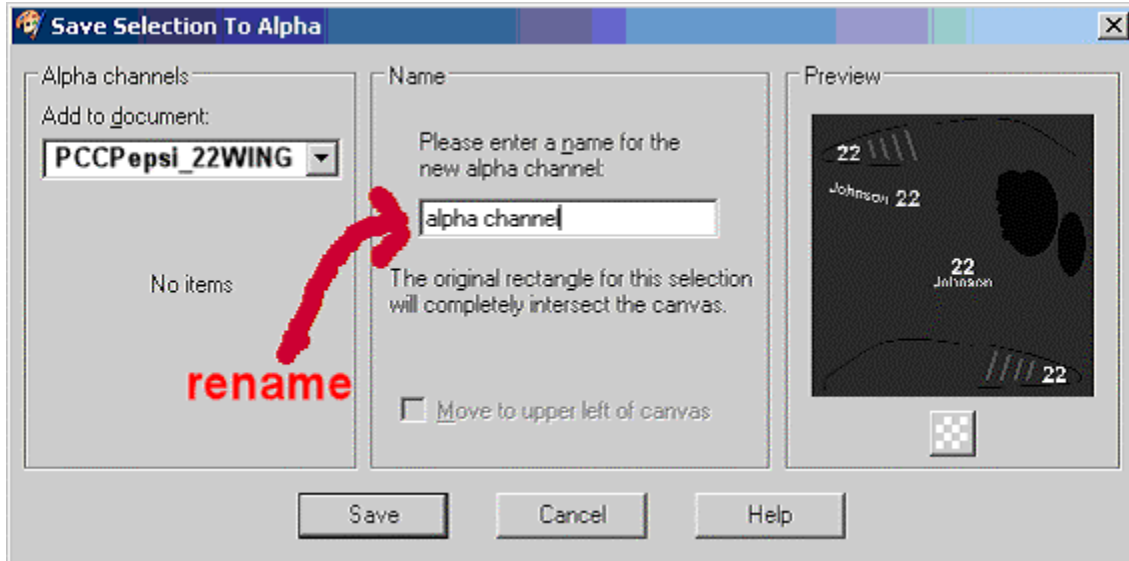 Save Selection To Alpha
Alpha channels
Add to document:
PCCPepsi_22WING
No items
rename
Name
Please enter a name for the
new alpha channel:
alpha channel
The original rectangle for this selection
will completely intersect the canvas.
Move to upper left of canvas
Preview
22
Johnson 22
22
Johnson
22
Save
Cancel
Help